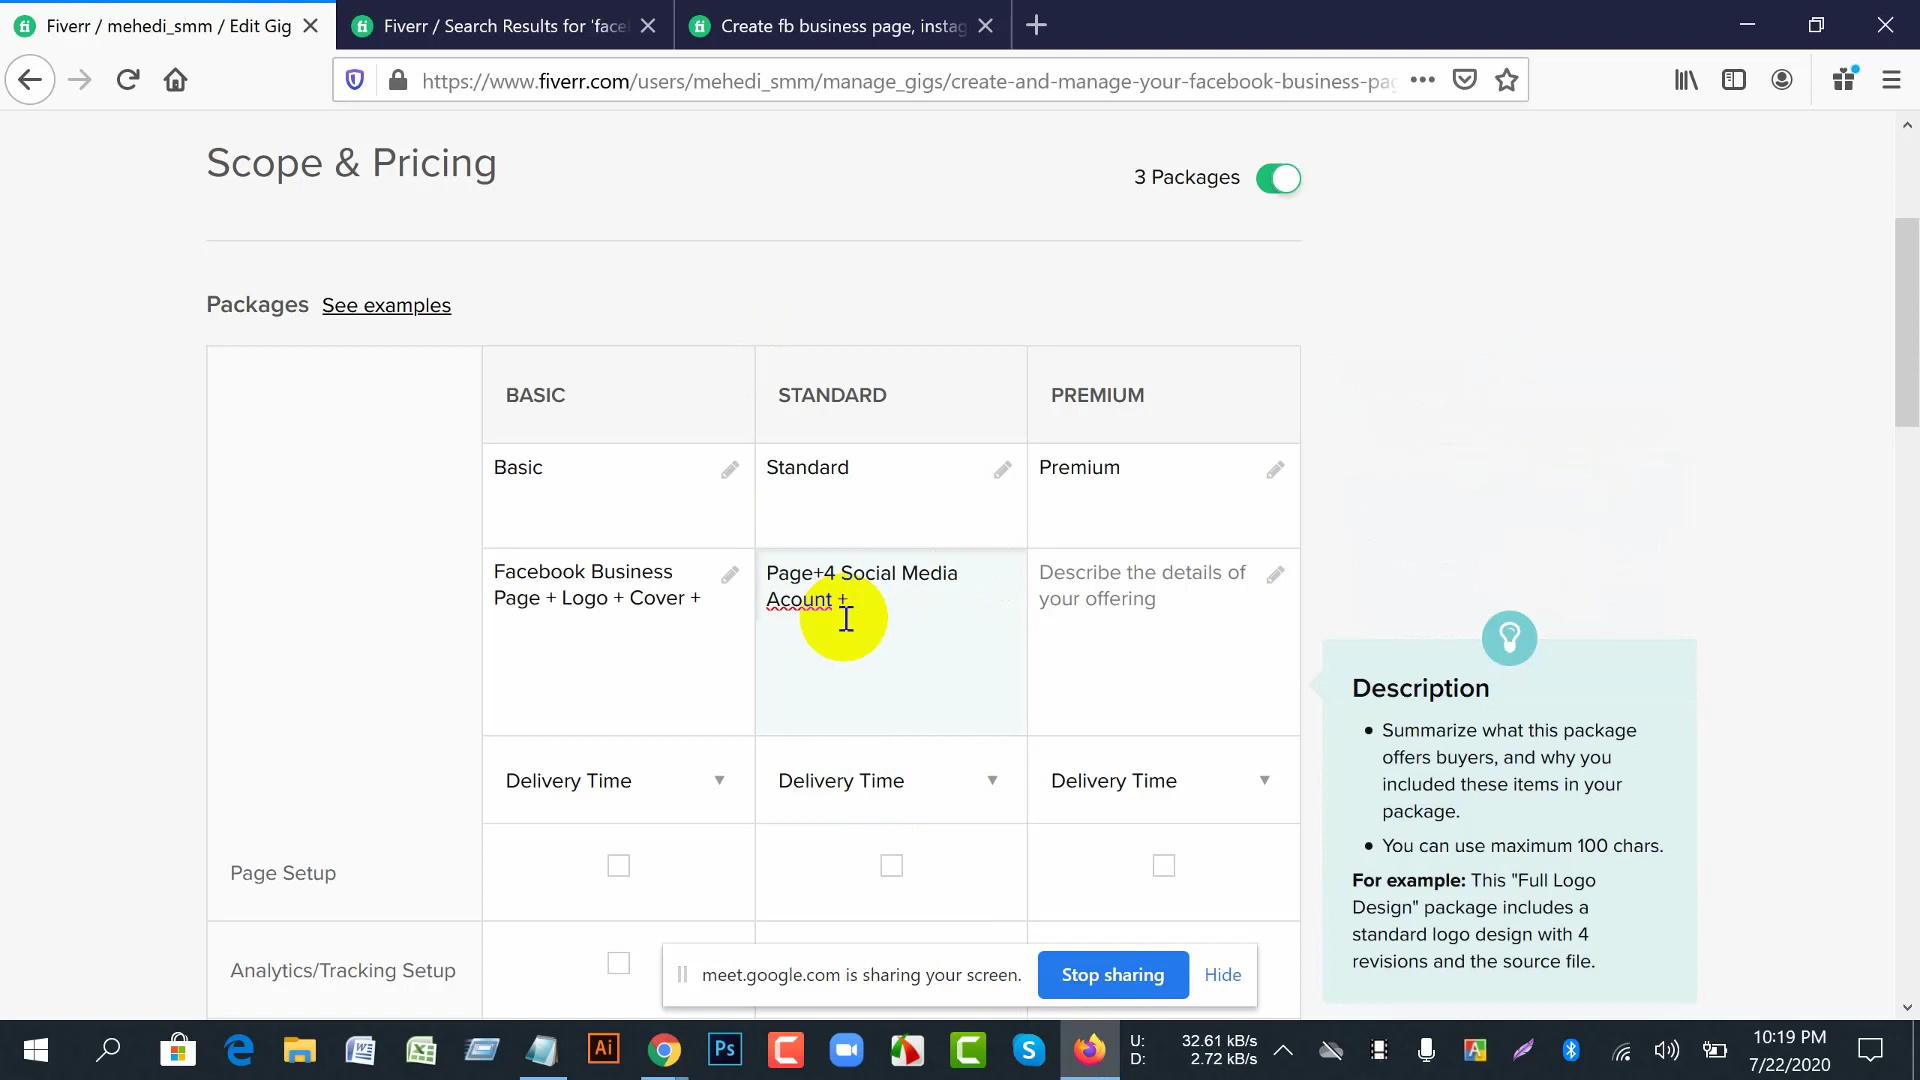 Fiverr / mehedi_smm / Edit Gig
Fiverr / Search Results for 'face
Create fb business page, instag
https://www.fiverr.com/users/mehedi_smm/manage_gigs/create-and-manage-your-facebook-business-pag
Scope & Pricing
3 Packages
Packages See examples
BASIC
STANDARD
PREMIUM
Basic
Standard
Premium
Facebook Business
Page + Logo + Cover +
Page+4 Social Media
Acount +
Describe the details of
your offering
Delivery Time
Delivery Time
Delivery Time
Page Setup
Analytics/Tracking Setup
Description
Summarize what this package
offers buyers, and why you
included these items in your
package.
You can use maximum 100 chars.
For example: This "Full Logo
Design" package includes a
standard logo design with 4
revisions and the source file.
meet.google.com is sharing your screen.
Stop sharing
Hide
Ai
Ps
U: 32.61 kB/s
D: 2.72 kB/s
10:19 PM
7/22/2020